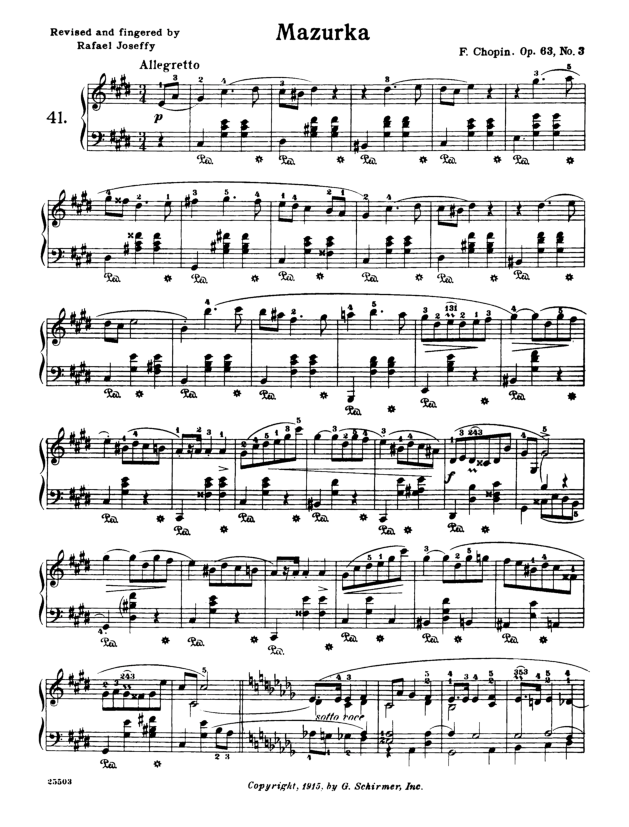 Revised and fingered by
Rafael Joseffy
Mazurka
F. Chopin. Op. 63, No. 3
Allegretto
41.
p
f
sotto voce
25503
Copyright, 1915, by G. Schirmer, Inc.